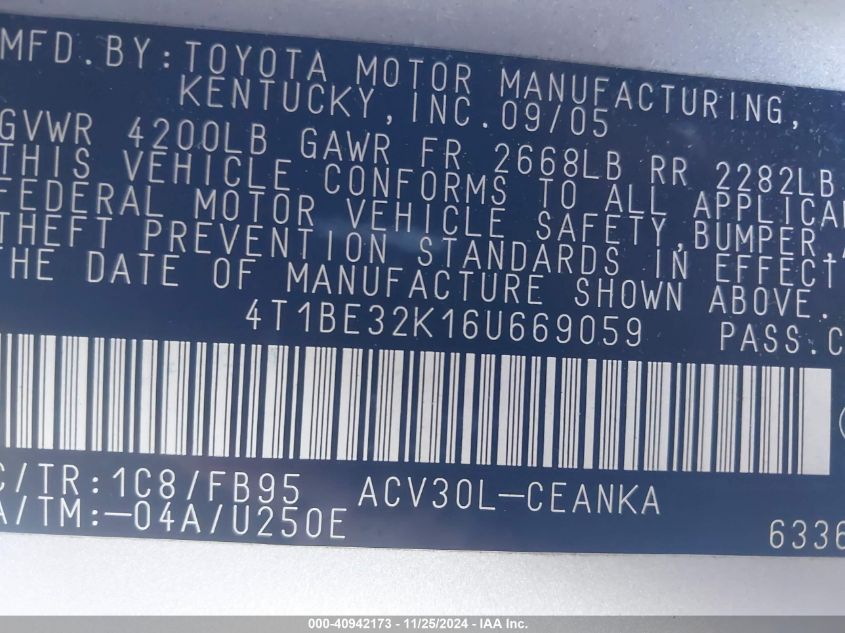 MFD. BY: TOYOTA MOTOR MANUFACTURING,
KENTUCKY, INC. 09/05
GVWR 4200LB GAWR FR 2668LB RR 2282LB
THIS VEHICLE CONFORMS TO ALL APPLICA
FEDERAL MOTOR VEHICLE SAFETY, BUMPER,
THEFT PREVENTION STANDARDS IN EFFECT
THE DATE OF MANUFACTURE SHOWN ABOVE.
4T1BE32K16U669059 PASS.C
C/TR:1C8/FB95 ACV30L-CEANKA
A/TM:-04A/U250E 6336
000-40942173 - 11/25/2024 - IAA Inc.